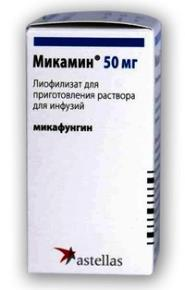 Микамин® 50 мг
Лиофилизат для
приготовления раствора
для инфузий
микафунгин
astellas